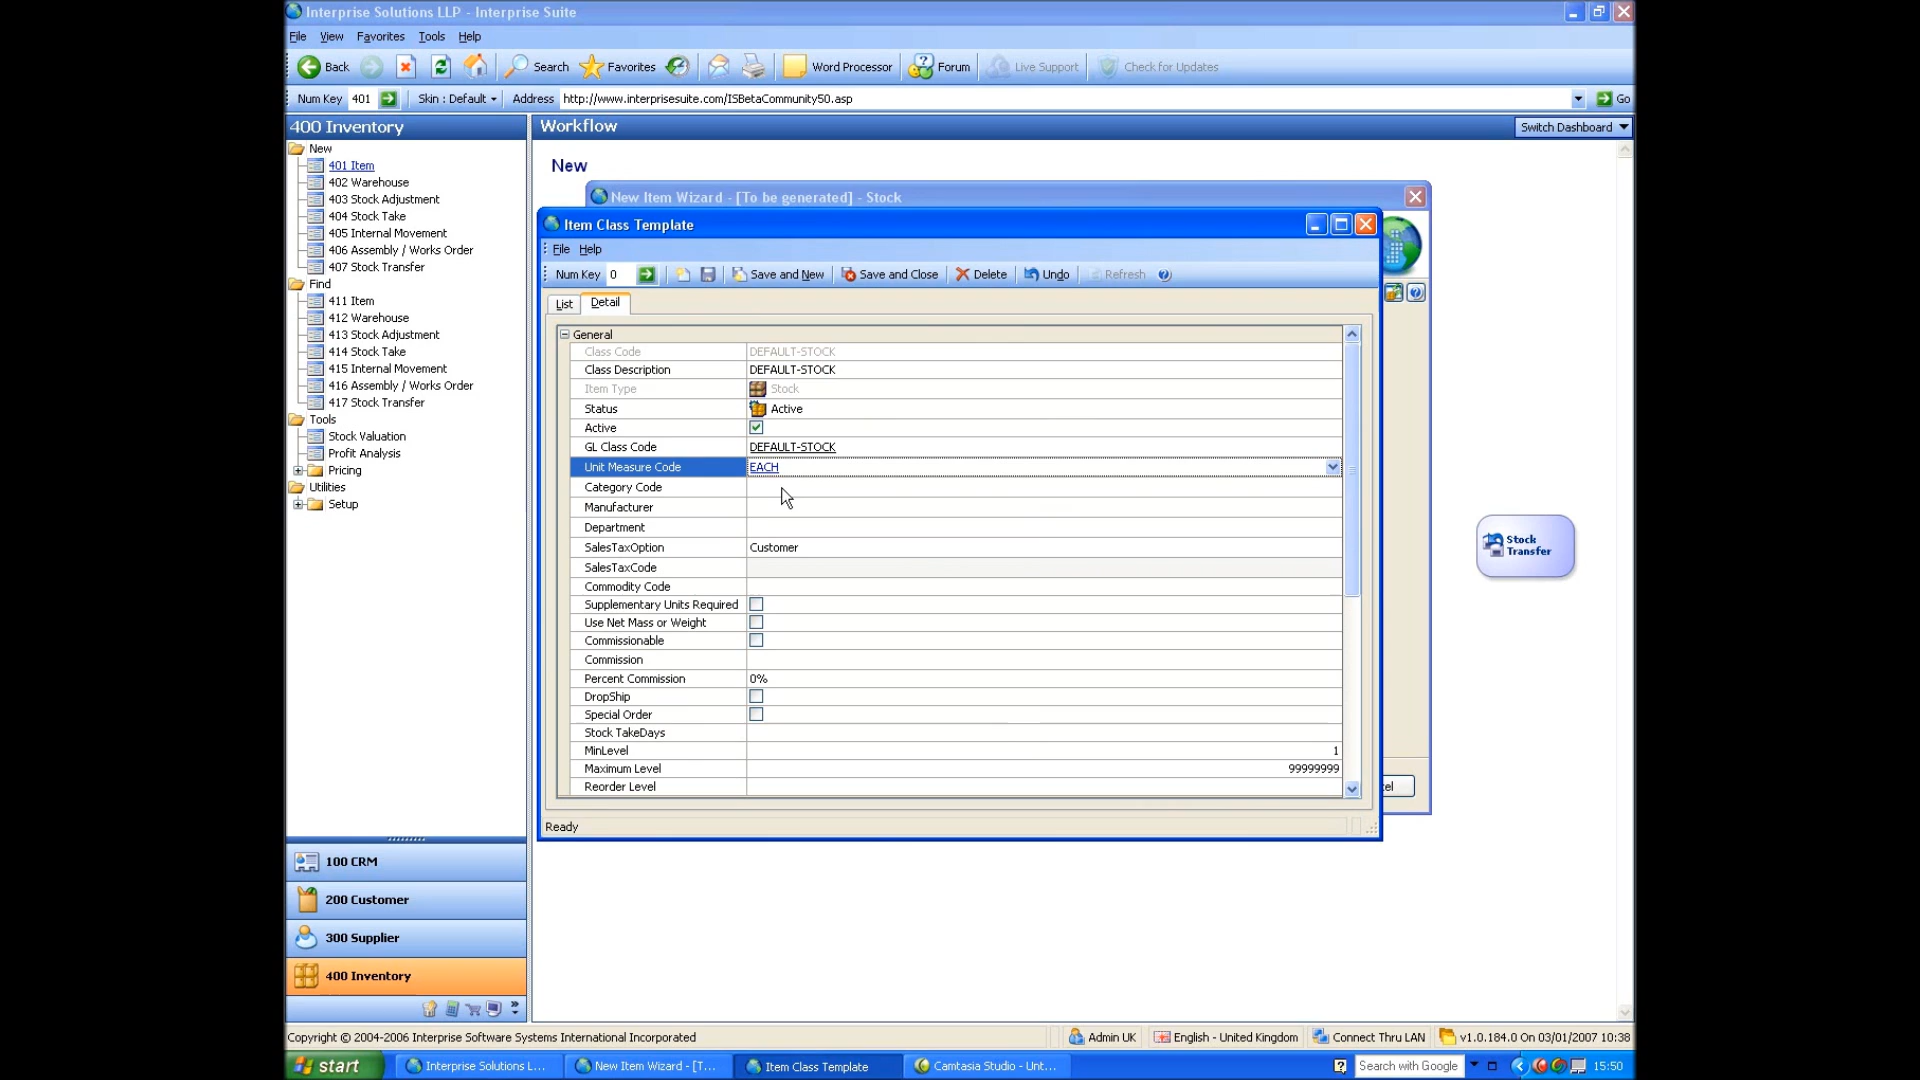 Interprise Solutions LLP - Interprise Suite
File View Favorites Tools Help
Back Search Favorites Word Processor Forum Live Support Check for Updates
Num Key 401 Skin : Default Address http://www.interprisesuite.com/ISBetaCommunity50.asp Go
400 Inventory
New
401 Item
402 Warehouse
403 Stock Adjustment
404 Stock Take
405 Internal Movement
406 Assembly / Works Order
407 Stock Transfer
Find
411 Item
412 Warehouse
413 Stock Adjustment
414 Stock Take
415 Internal Movement
416 Assembly / Works Order
417 Stock Transfer
Tools
Stock Valuation
Profit Analysis
Pricing
Utilities
Setup
100 CRM
200 Customer
300 Supplier
400 Inventory
Workflow Switch Dashboard
New
New Item Wizard - [To be generated] - Stock
Item Class Template
File Help
Num Key 0 Save and New Save and Close Delete Undo Refresh
List Detail
General
Class Code DEFAULT-STOCK
Class Description DEFAULT-STOCK
Item Type Stock
Status Active
Active
GL Class Code DEFAULT-STOCK
Unit Measure Code EACH
Category Code
Manufacturer
Department
SalesTaxOption Customer
SalesTaxCode
Commodity Code
Supplementary Units Required
Use Net Mass or Weight
Commissionable
Commission
Percent Commission 0%
DropShip
Special Order
Stock TakeDays
MinLevel 1
Maximum Level 99999999
Reorder Level
Ready
cel
Stock
Transfer
Copyright © 2004-2006 Interprise Software Systems International Incorporated Admin UK English - United Kingdom Connect Thru LAN v1.0.184.0 On 03/01/2007 10:38
start Interprise Solutions L... New Item Wizard - [T... Item Class Template Camtasia Studio - Unt... Search with Google 15:50